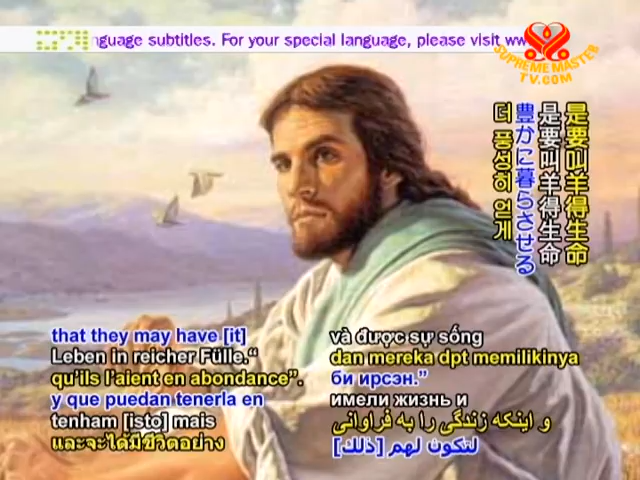 nguage subtitles. For your special language, please visit ww
SUPREME MASTER
TV.COM
是要叫羊得生命
是要叫羊得生命
豊かに暮らさせる
더 풍성히 얻게
that they may have [it]
Leben in reicher Fülle.“
qu'ils l'aient en abondance”.
y que puedan tenerla en
tenham [isto] mais
และจะได้มีชีวิตอย่าง
và được sự sống
dan mereka dpt memilikinya
би ирсэн.”
имели жизнь и
و اینکه زندگی را به فراوانی
لتكون لهم [ذلك]